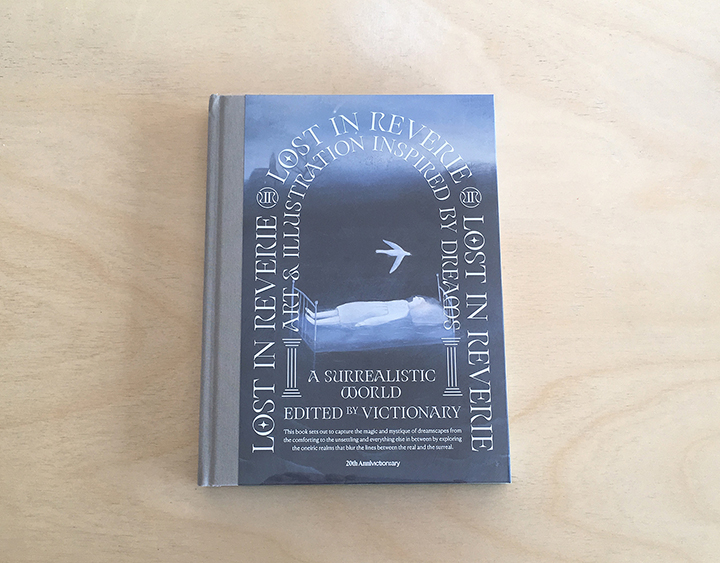 LOST IN REVERIE
LOST IN REVERIE
LOST IN REVERIE
ART & ILLUSTRATION INSPIRED BY DREAMS
A SURREALISTIC
WORLD
EDITED BY VICTIONARY
This book sets out to capture the magic and mystique of dreamscapes from
the comforting to the unsettling and everything else in between by exploring
the oneiric realms that blur the lines between the real and the surreal.
20th Annivictionary